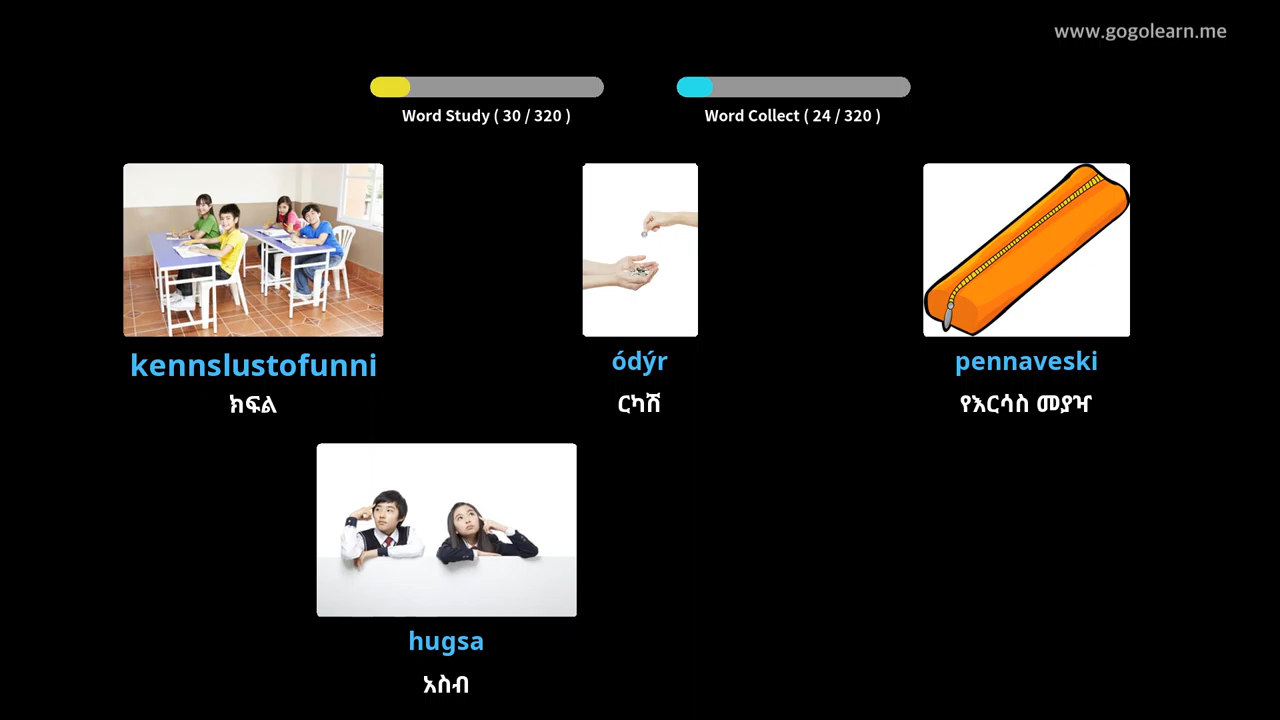 www.gogolearn.me
Word Study ( 30 / 320 )
Word Collect ( 24 / 320 )
kennslustofunni
ክፍል
ódýr
ርካሽ
pennaveski
የእርሳስ መያዣ
hugsa
አስብ